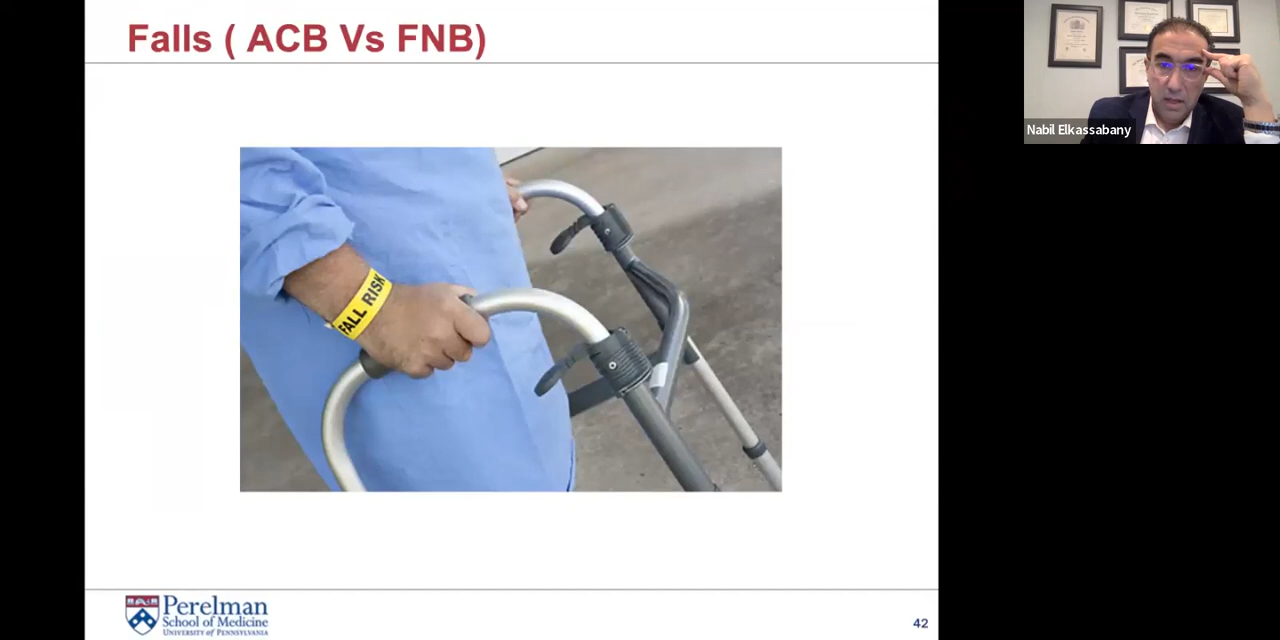 Falls ( ACB Vs FNB)
Nabil Elkassabany
FALL RISK
Perelman
School of Medicine
UNIVERSITY of PENNSYLVANIA
42